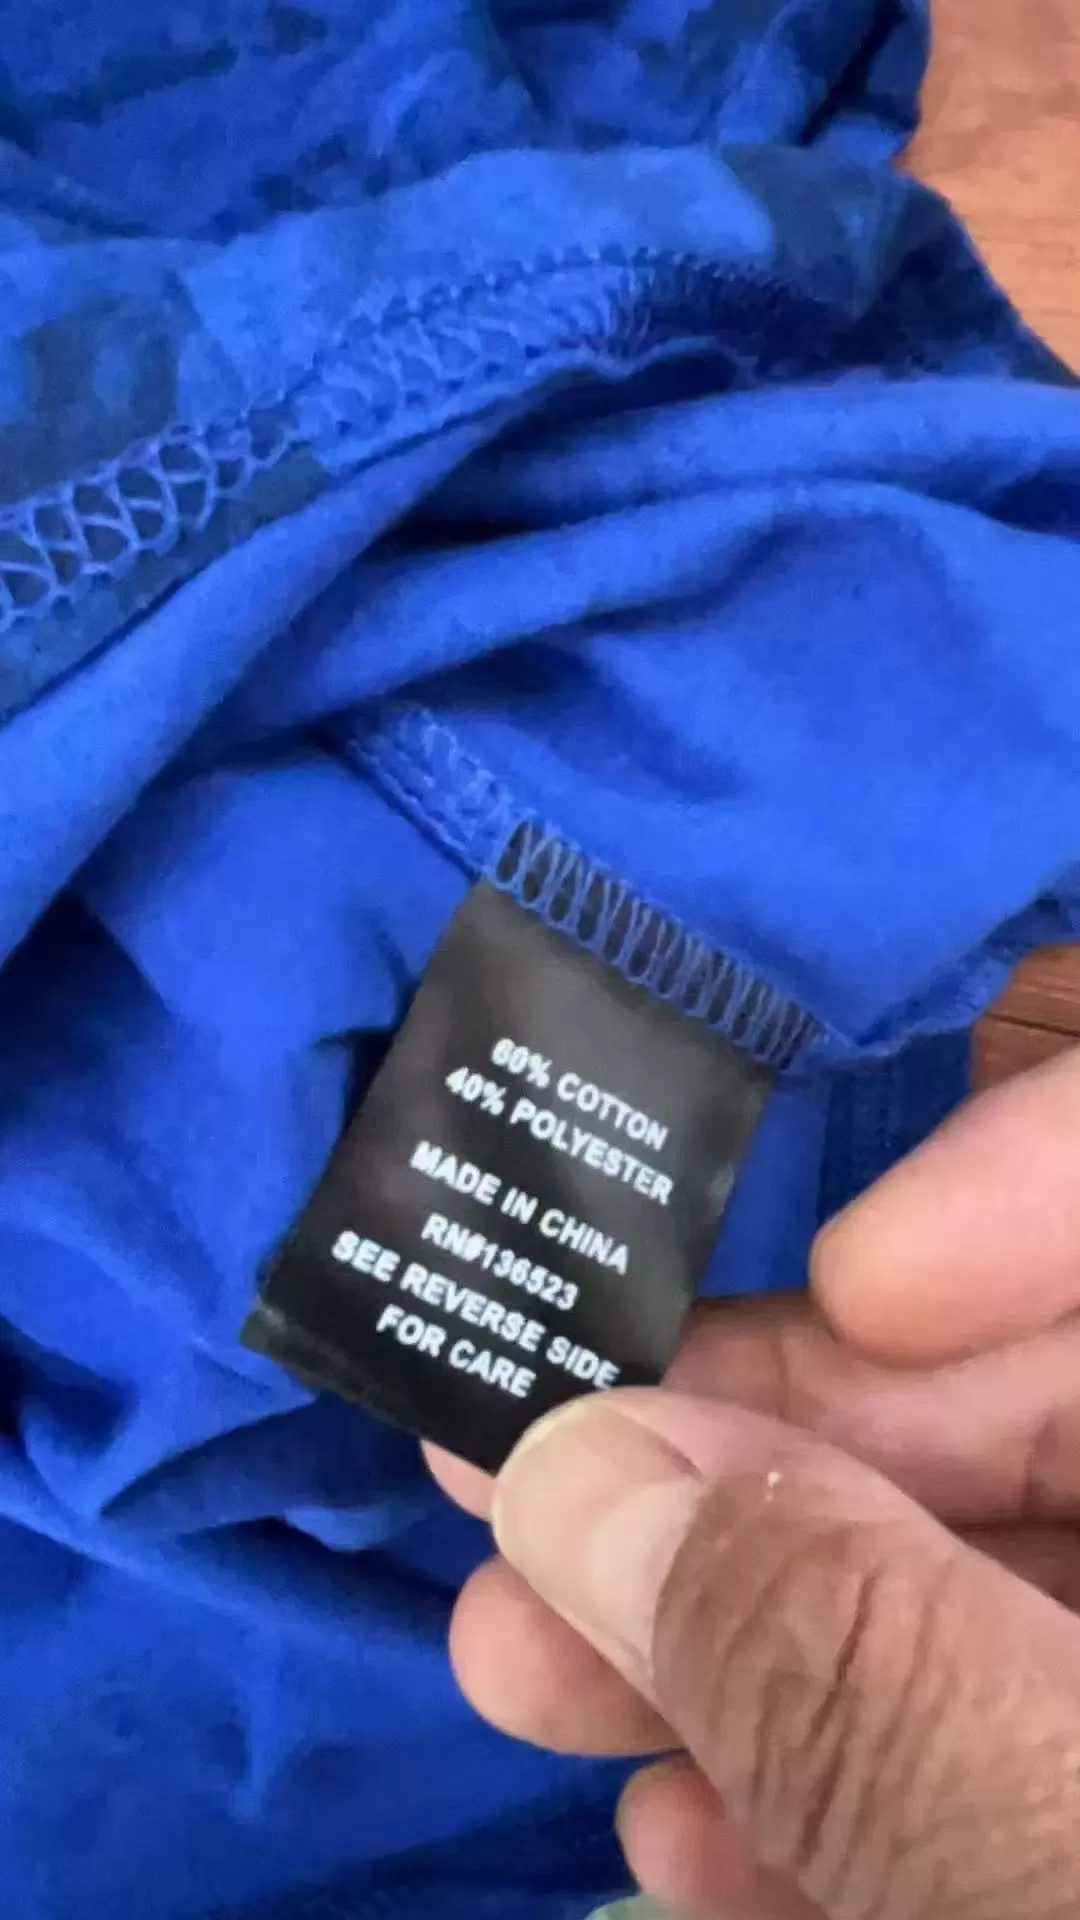 60% COTTON
40% POLYESTER
MADE IN CHINA
RN#136523
SEE REVERSE SIDE
FOR CARE